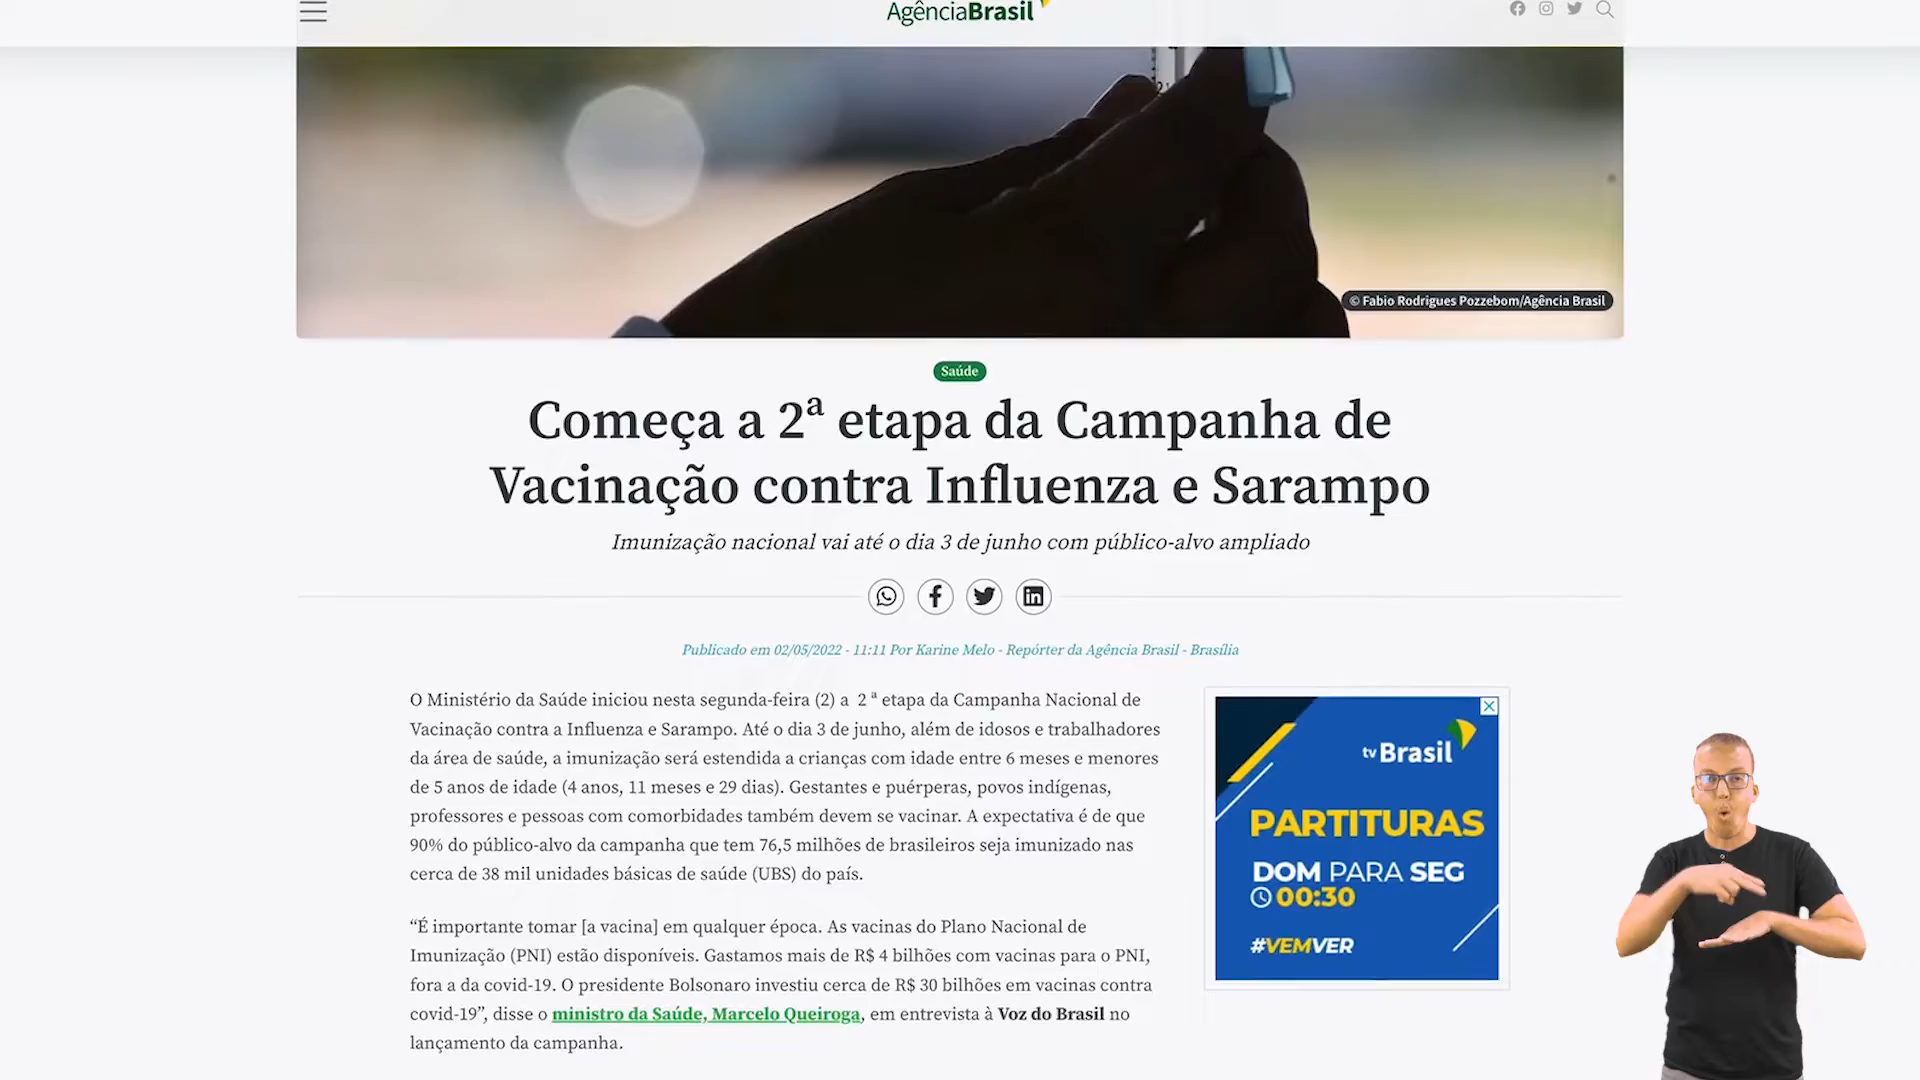 AgênciaBrasil
© Fabio Rodrigues Pozzebom/Agência Brasil
Saúde
Começa a 2ª etapa da Campanha de
Vacinação contra Influenza e Sarampo
Imunização nacional vai até o dia 3 de junho com público-alvo ampliado
Publicado em 02/05/2022 - 11:11 Por Karine Melo - Repórter da Agência Brasil - Brasília
O Ministério da Saúde iniciou nesta segunda-feira (2) a 2 ª etapa da Campanha Nacional de
Vacinação contra a Influenza e Sarampo. Até o dia 3 de junho, além de idosos e trabalhadores
da área de saúde, a imunização será estendida a crianças com idade entre 6 meses e menores
de 5 anos de idade (4 anos, 11 meses e 29 dias). Gestantes e puérperas, povos indígenas,
professores e pessoas com comorbidades também devem se vacinar. A expectativa é de que
90% do público-alvo da campanha que tem 76,5 milhões de brasileiros seja imunizado nas
cerca de 38 mil unidades básicas de saúde (UBS) do país.
“É importante tomar [a vacina] em qualquer época. As vacinas do Plano Nacional de
Imunização (PNI) estão disponíveis. Gastamos mais de R$ 4 bilhões com vacinas para o PNI,
fora a da covid-19. O presidente Bolsonaro investiu cerca de R$ 30 bilhões em vacinas contra
covid-19”, disse o ministro da Saúde, Marcelo Queiroga, em entrevista à Voz do Brasil no
lançamento da campanha.
tv Brasil
PARTITURAS
DOM PARA SEG
00:30
#VEMVER